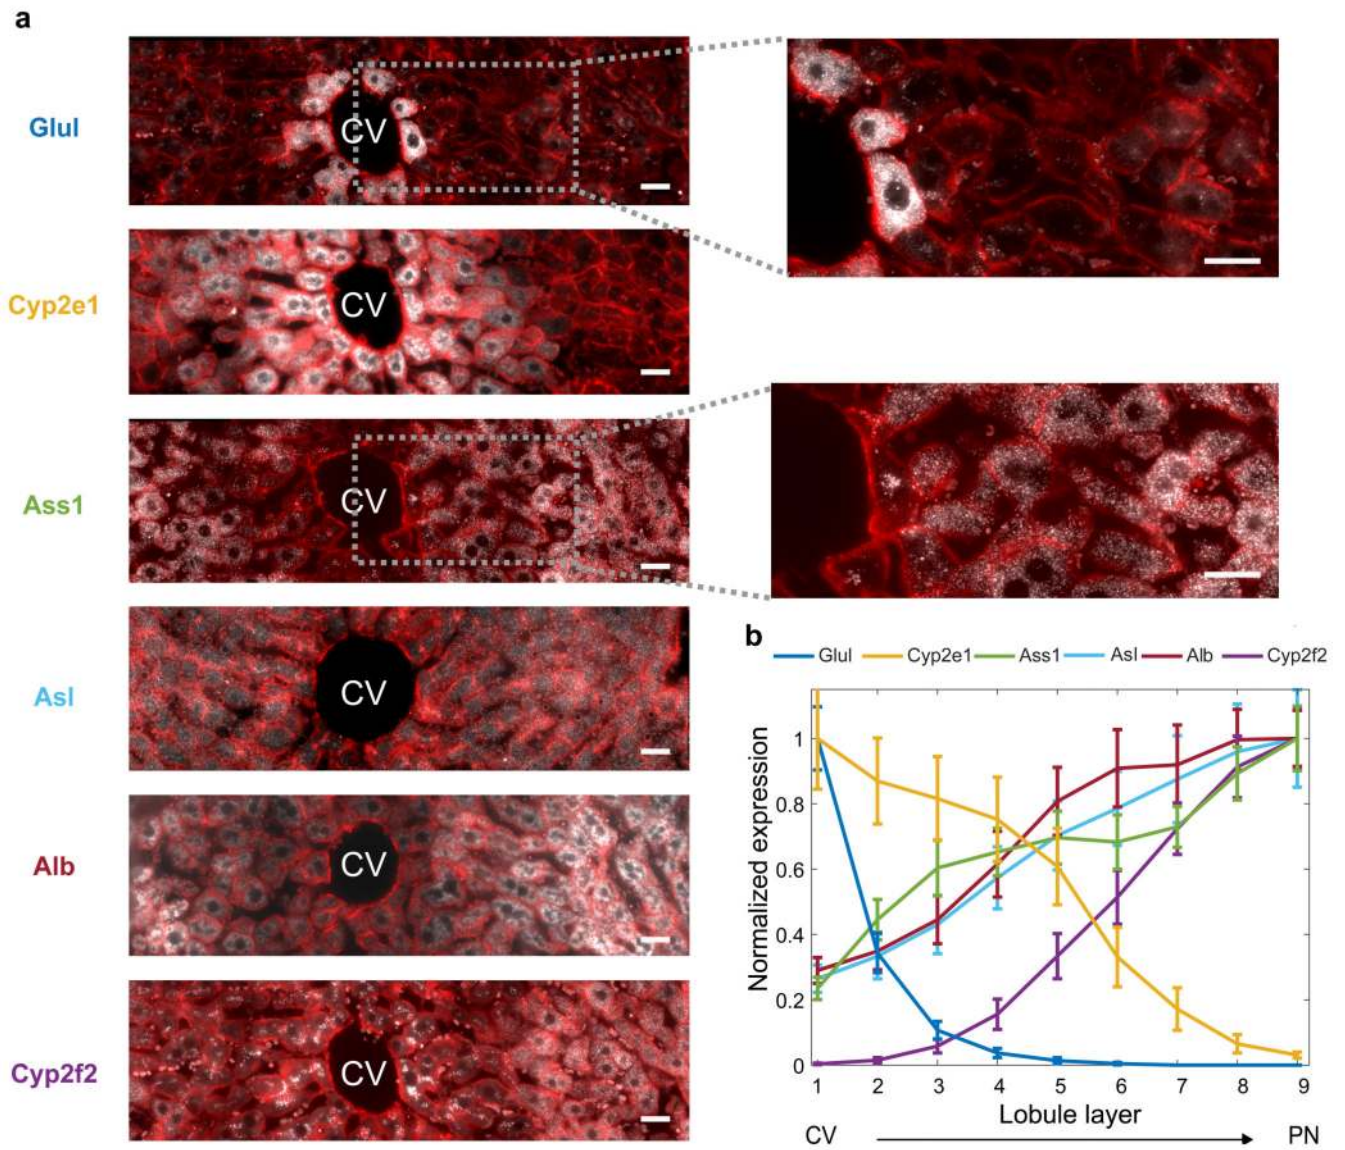 a
Glul
CV
Cyp2e1
CV
Ass1
CV
Asl
CV
Alb
CV
Cyp2f2
CV
b
Glul Cyp2e1 Ass1 Asl Alb Cyp2f2
Normalized expression
1
0.8
0.6
0.4
0.2
0
1 2 3 4 5 6 7 8 9
Lobule layer
CV PN